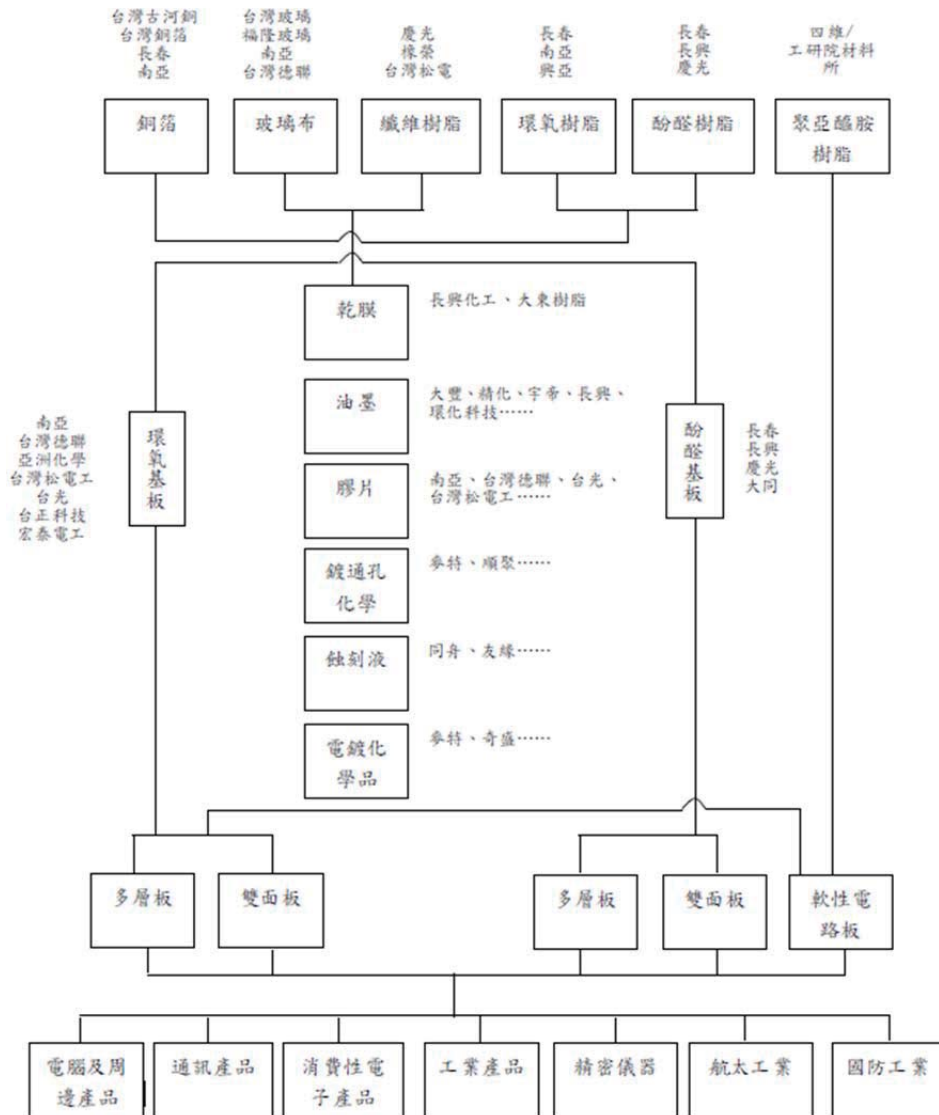 台灣古河銅
台灣銅箔
長春
南亞
台灣玻璃
福隆玻璃
南亞
台灣德聯
慶光
橡榮
台灣松電
長春
南亞
興亞
長春
長興
慶光
四維/
工研院材料
所
銅箔
玻璃布
纖維樹脂
環氧樹脂
酚醛樹脂
聚亞醯胺
樹脂
乾膜
長興化工、大東樹脂
油墨
大豐、精化、宇帝、長興、
環化科技……
膠片
南亞、台灣德聯、台光、
台灣松電工……
鍍通孔
化學
麥特、順聚……
蝕刻液
同舟、友緣……
電鍍化
學品
麥特、奇盛……
南亞
台灣德聯
亞洲化學
台灣松電工
台光
台正科技
宏泰電工
環
氧
基
板
酚
醛
基
板
長春
長興
慶光
大同
多層板
雙面板
多層板
雙面板
軟性電
路板
電腦及周
邊產品
通訊產品
消費性電
子產品
工業產品
精密儀器
航太工業
國防工業